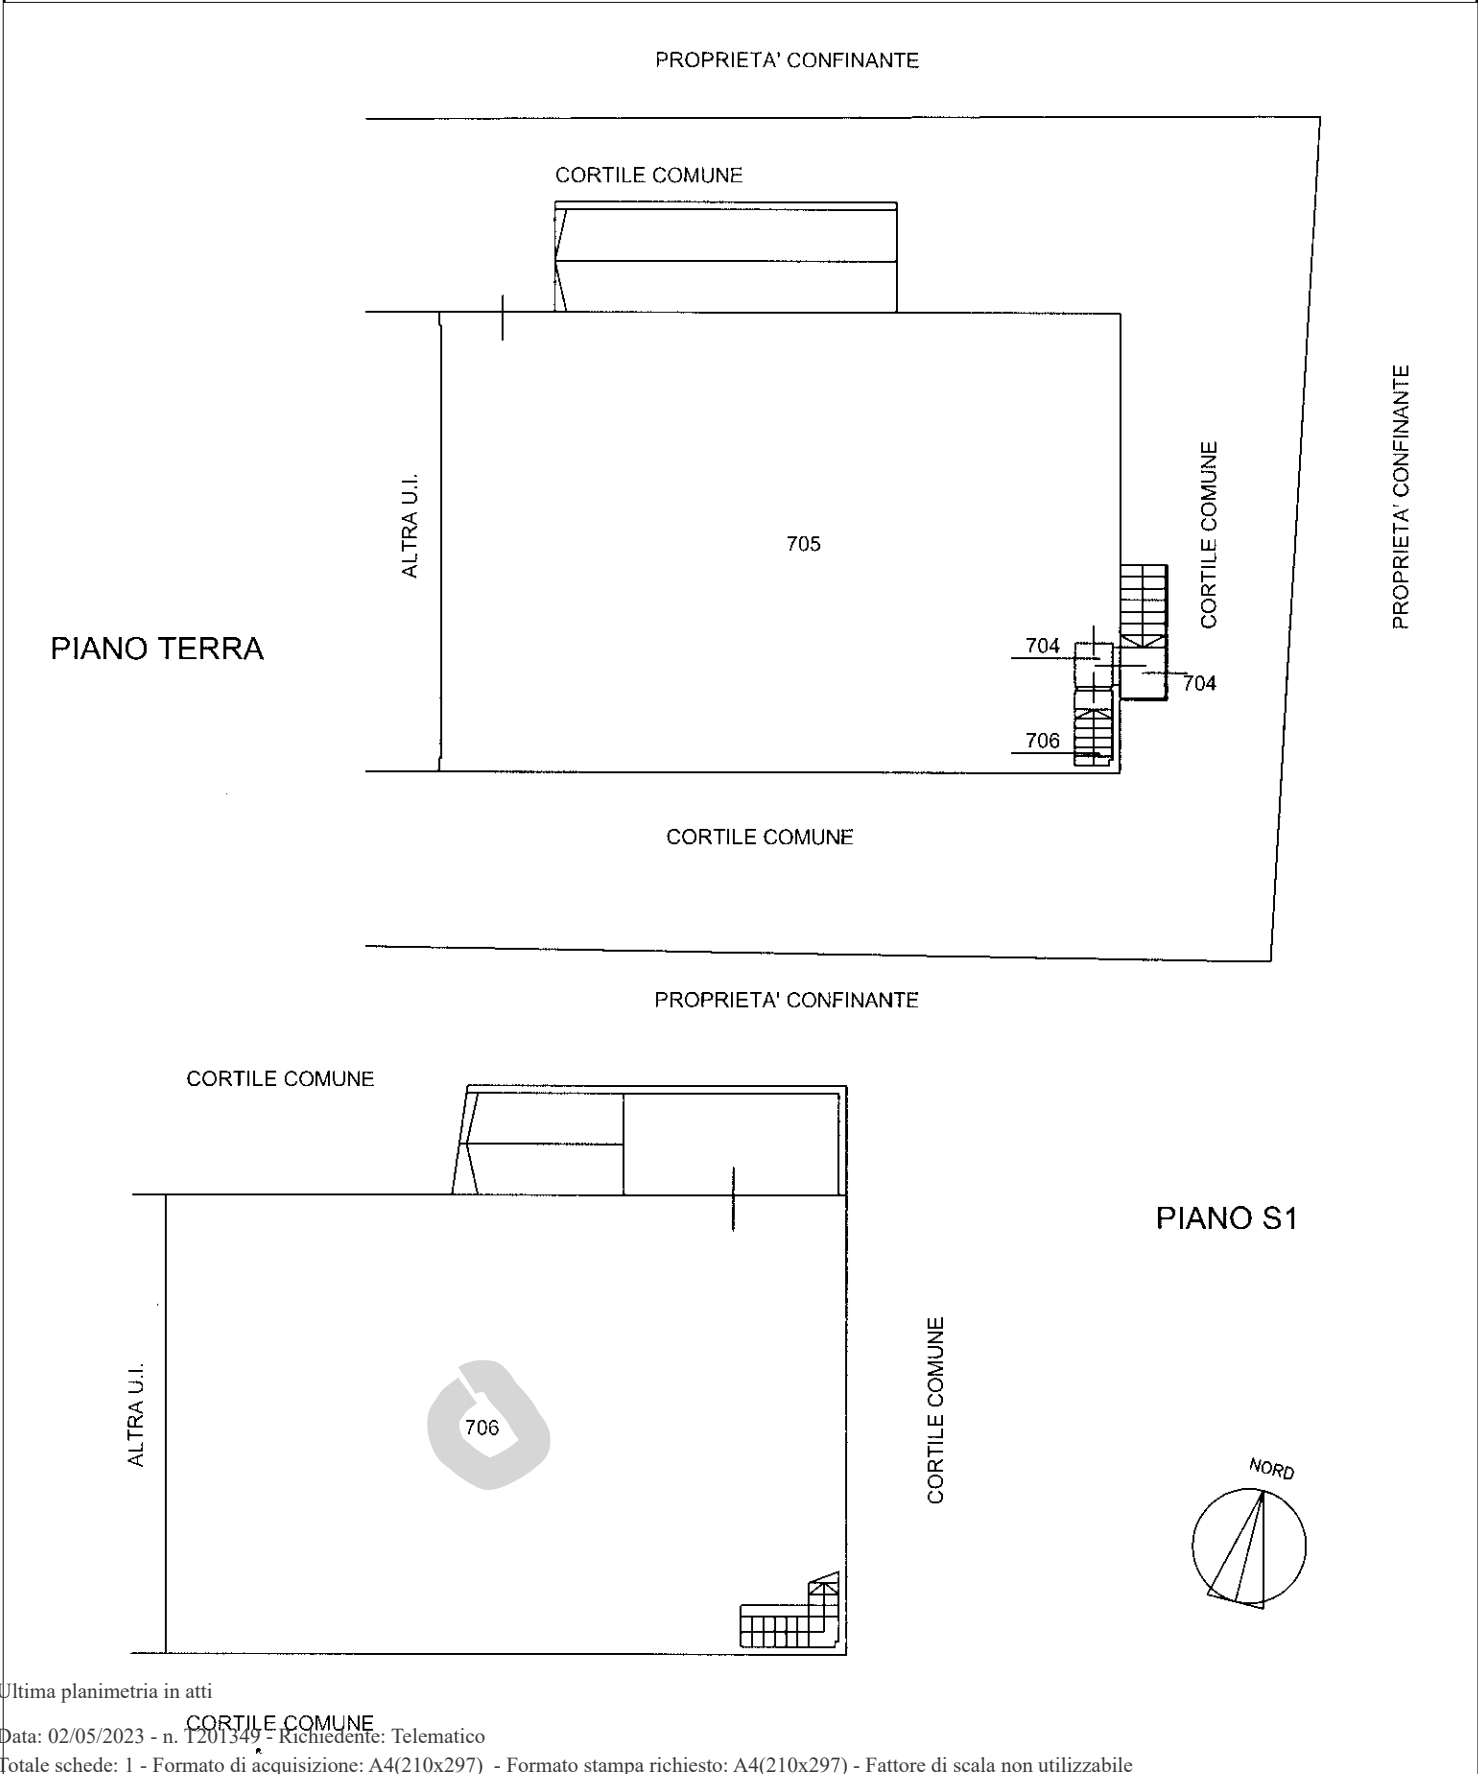 PROPRIETA' CONFINANTE
CORTILE COMUNE
ALTRA U.I.
705
CORTILE COMUNE
PROPRIETA' CONFINANTE
PIANO TERRA
704
704
706
CORTILE COMUNE
PROPRIETA' CONFINANTE
CORTILE COMUNE
PIANO S1
ALTRA U.I.
706
CORTILE COMUNE
NORD
Ultima planimetria in atti
CORTILE COMUNE
Data: 02/05/2023 - n. T201349 - Richiedente: Telematico
Totale schede: 1 - Formato di acquisizione: A4(210x297) - Formato stampa richiesto: A4(210x297) - Fattore di scala non utilizzabile